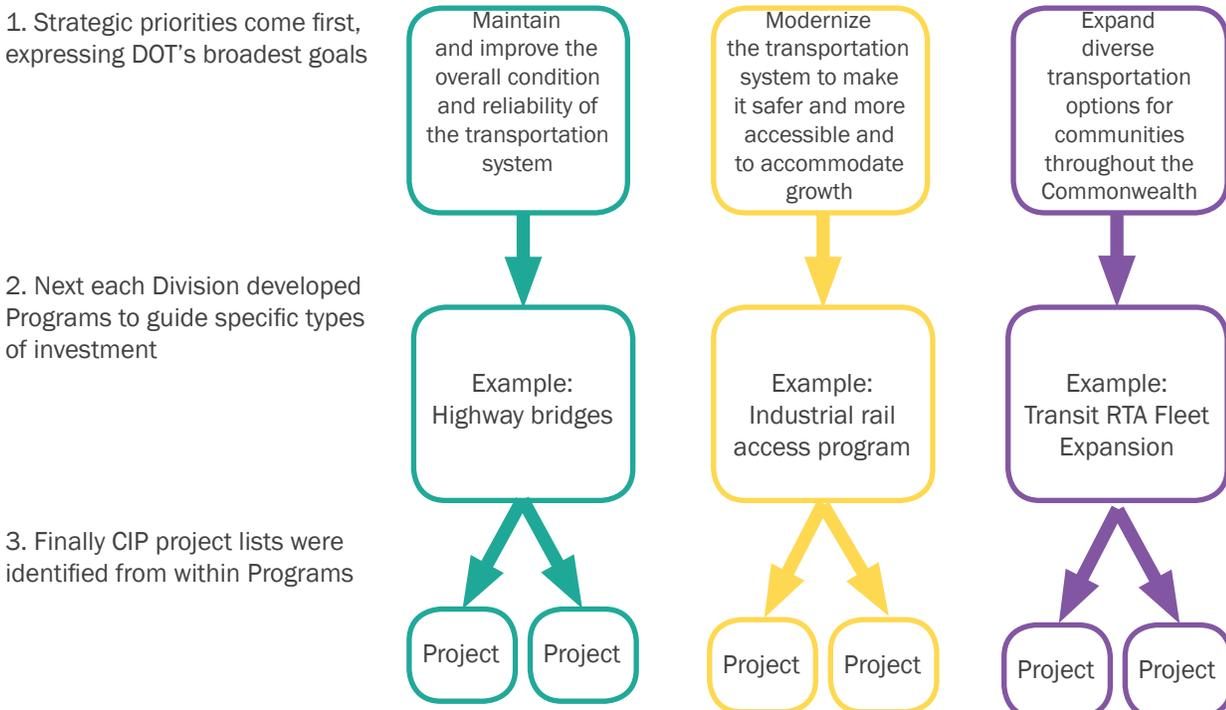 1. Strategic priorities come first,
expressing DOT's broadest goals
Maintain
and improve the
overall condition
and reliability of
the transportation
system
Modernize
the transportation
system to make
it safer and more
accessible and
to accommodate
growth
Expand
diverse
transportation
options for
communities
throughout the
Commonwealth
2. Next each Division developed
Programs to guide specific types
of investment
Example:
Highway bridges
Example:
Industrial rail
access program
Example:
Transit RTA Fleet
Expansion
3. Finally CIP project lists were
identified from within Programs
Project
Project
Project
Project
Project
Project